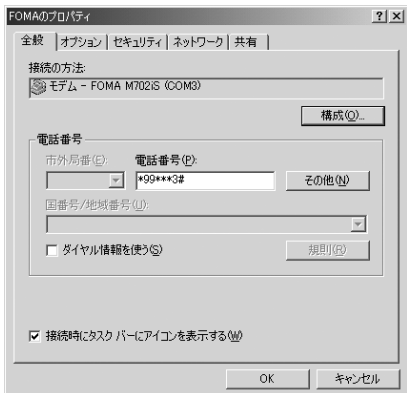 FOMAのプロパティ
全般 オプション セキュリティ ネットワーク 共有
接続の方法:
モデム - FOMA M702iS (COM3)
構成(O)...
電話番号
市外局番(E): 電話番号(P):
*99***3# その他(N)
国番号/地域番号(U):
ダイヤル情報を使う(S) 規則(R)
接続時にタスク バーにアイコンを表示する(W)
OK キャンセル